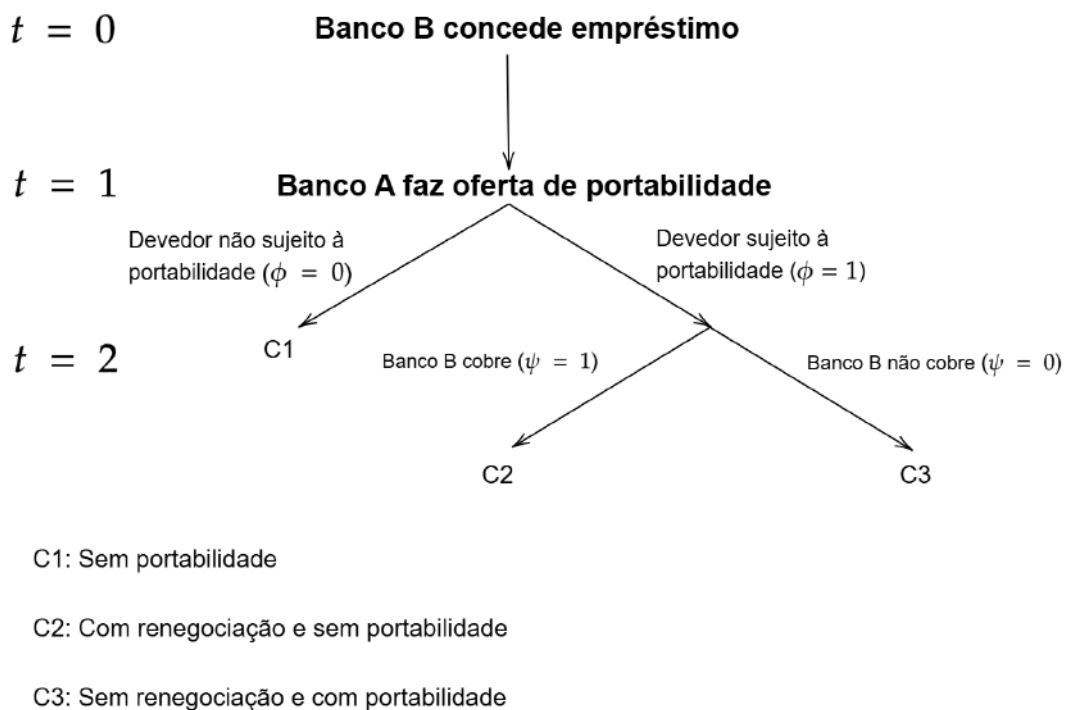 t = 0
Banco B concede empréstimo
t = 1
Banco A faz oferta de portabilidade
Devedor não sujeito à
portabilidade (ϕ = 0)
Devedor sujeito à
portabilidade (ϕ = 1)
t = 2
C1
Banco B cobre (ψ = 1)
Banco B não cobre (ψ = 0)
C2
C3
C1: Sem portabilidade
C2: Com renegociação e sem portabilidade
C3: Sem renegociação e com portabilidade